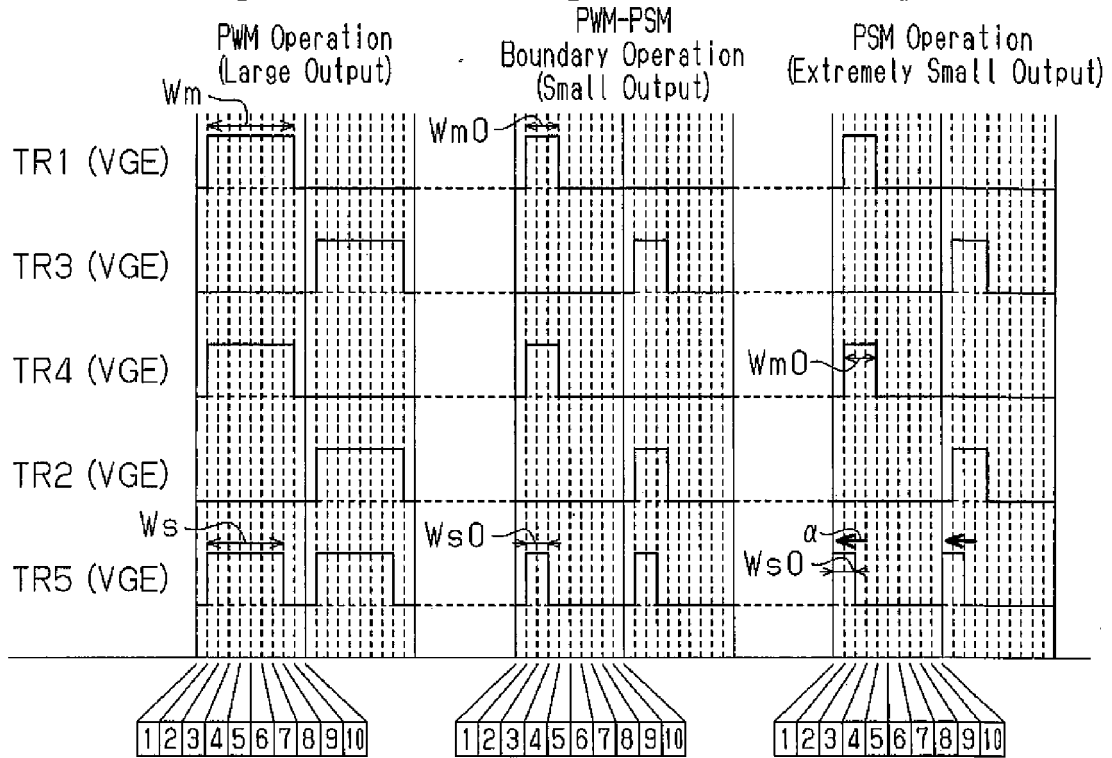 PWM Operation
(Large Output)
PWM-PSM
Boundary Operation
(Small Output)
PSM Operation
(Extremely Small Output)
Wm
Wm0
TR1 (VGE)
TR3 (VGE)
TR4 (VGE)
Wm0
TR2 (VGE)
Ws
Ws0
α
Ws0
TR5 (VGE)
1 2 3 4 5 6 7 8 9 10
1 2 3 4 5 6 7 8 9 10
1 2 3 4 5 6 7 8 9 10